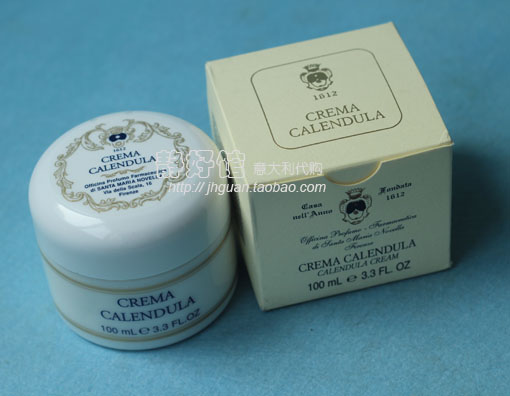 1612
CREMA
CALENDULA
Officina Profumo Farmaceutica
di SANTA MARIA NOVELLA
Via della Scala, 16
Firenze
CREMA
CALENDULA
100 mL e 3.3 FL.OZ
1612
CREMA
CALENDULA
Casa Fondata
nell'Anno 1612
Officina Profumo - Farmaceutica
di Santa Maria Novella
Firenze
CREMA CALENDULA
CALENDULA CREAM
100 mL e 3.3 FL. OZ
意大利代购
http://jhguan.taobao.com/